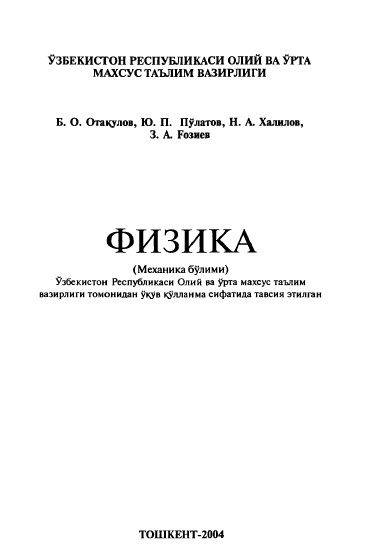 ЎЗБЕКИСТОН РЕСПУБЛИКАСИ ОЛИЙ ВА ЎРТА
МАХСУС ТАЪЛИМ ВАЗИРЛИГИ
Б. О. Отақулов, Ю. П. Пўлатов, Н. А. Халилов,
З. А. Ғозиев
ФИЗИКА
(Механика бўлими)
Ўзбекистон Республикаси Олий ва ўрта махсус таълим
вазирлиги томонидан ўқув қўлланма сифатида тавсия этилган
ТОШКЕНТ-2004